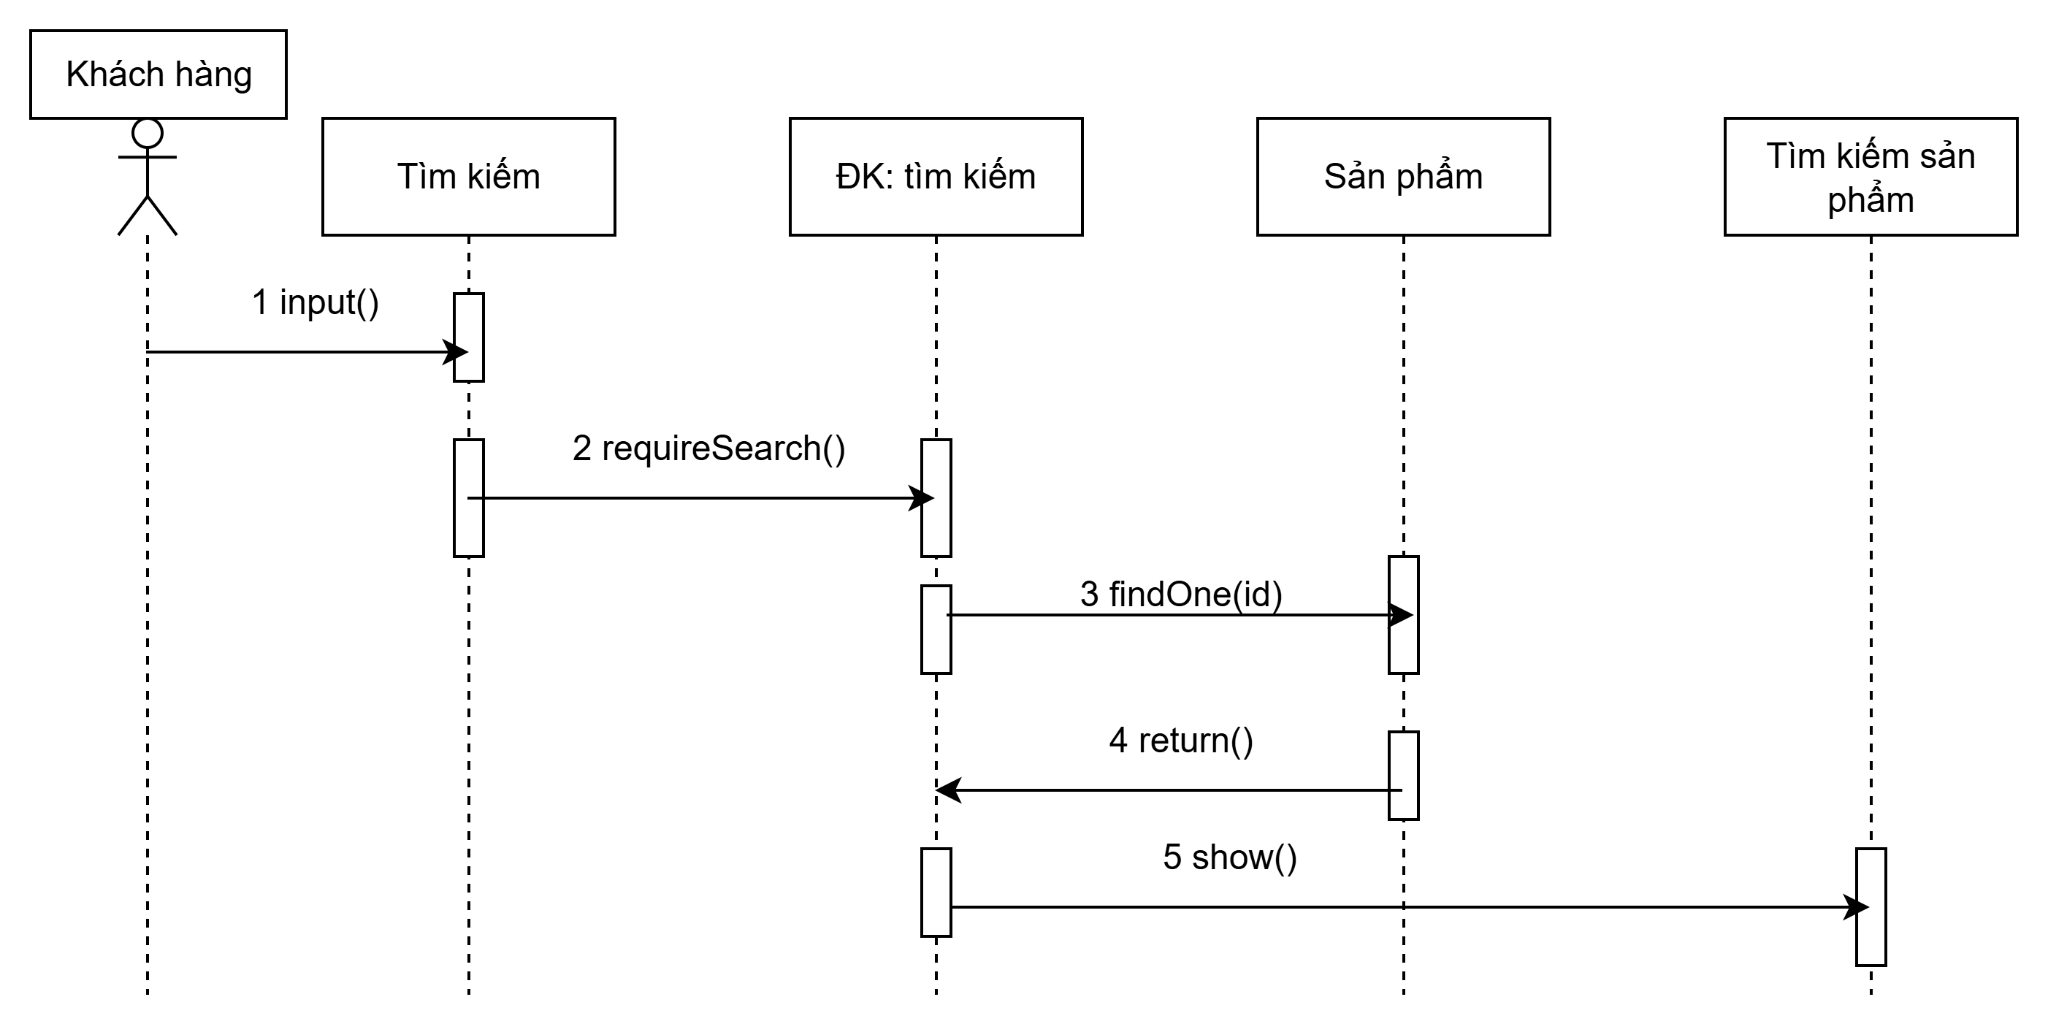 Khách hàng
Tìm kiếm
ĐK: tìm kiếm
Sản phẩm
Tìm kiếm sản
phẩm
1 input()
2 requireSearch()
3 findOne(id)
4 return()
5 show()